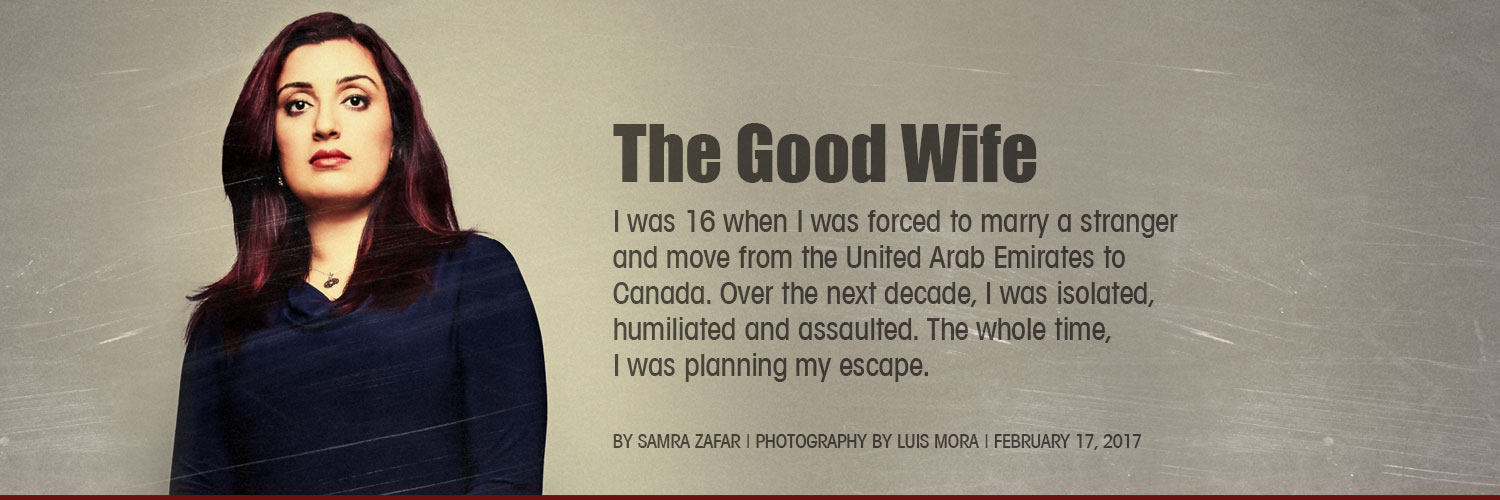 The Good Wife
I was 16 when I was forced to marry a stranger
and move from the United Arab Emirates to
Canada. Over the next decade, I was isolated,
humiliated and assaulted. The whole time,
I was planning my escape.
BY SAMRA ZAFAR | PHOTOGRAPHY BY LUIS MORA | FEBRUARY 17, 2017